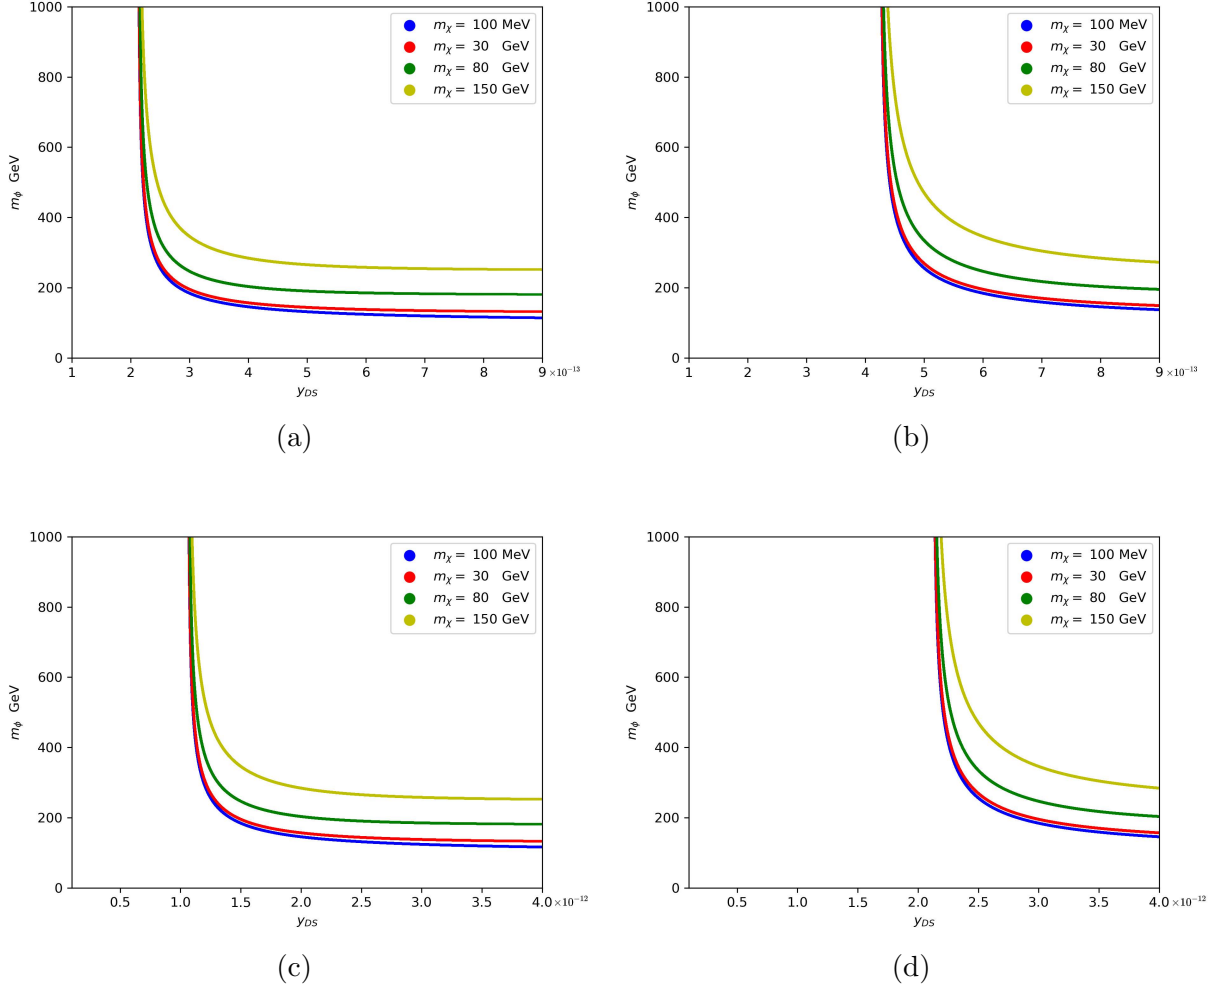 1000
800
600
400
200
0
m_ϕ GeV
m_χ = 100 MeV
m_χ = 30 GeV
m_χ = 80 GeV
m_χ = 150 GeV
1 2 3 4 5 6 7 8 9 ×10⁻¹³
y_DS
(a)
1000
800
600
400
200
0
m_ϕ GeV
m_χ = 100 MeV
m_χ = 30 GeV
m_χ = 80 GeV
m_χ = 150 GeV
1 2 3 4 5 6 7 8 9 ×10⁻¹³
y_DS
(b)
1000
800
600
400
200
0
m_ϕ GeV
m_χ = 100 MeV
m_χ = 30 GeV
m_χ = 80 GeV
m_χ = 150 GeV
0.5 1.0 1.5 2.0 2.5 3.0 3.5 4.0 ×10⁻¹²
y_DS
(c)
1000
800
600
400
200
0
m_ϕ GeV
m_χ = 100 MeV
m_χ = 30 GeV
m_χ = 80 GeV
m_χ = 150 GeV
0.5 1.0 1.5 2.0 2.5 3.0 3.5 4.0 ×10⁻¹²
y_DS
(d)